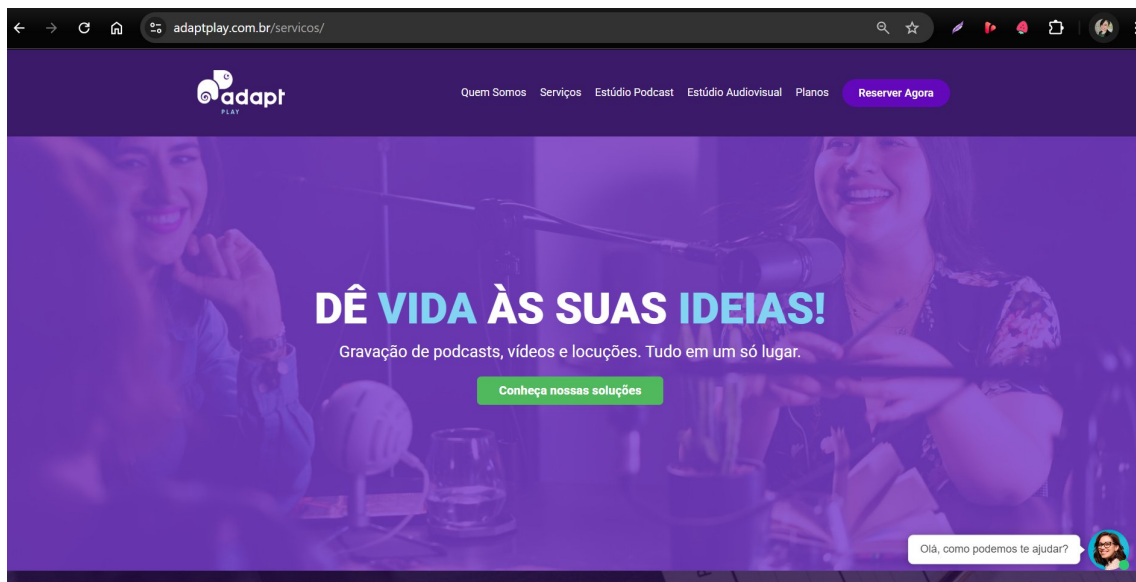 adaptplay.com.br/servicos/
adapt
PLAY
Quem Somos Serviços Estúdio Podcast Estúdio Audiovisual Planos Reserver Agora
DÊ VIDA ÀS SUAS IDEIAS!
Gravação de podcasts, vídeos e locuções. Tudo em um só lugar.
Conheça nossas soluções
Olá, como podemos te ajudar?